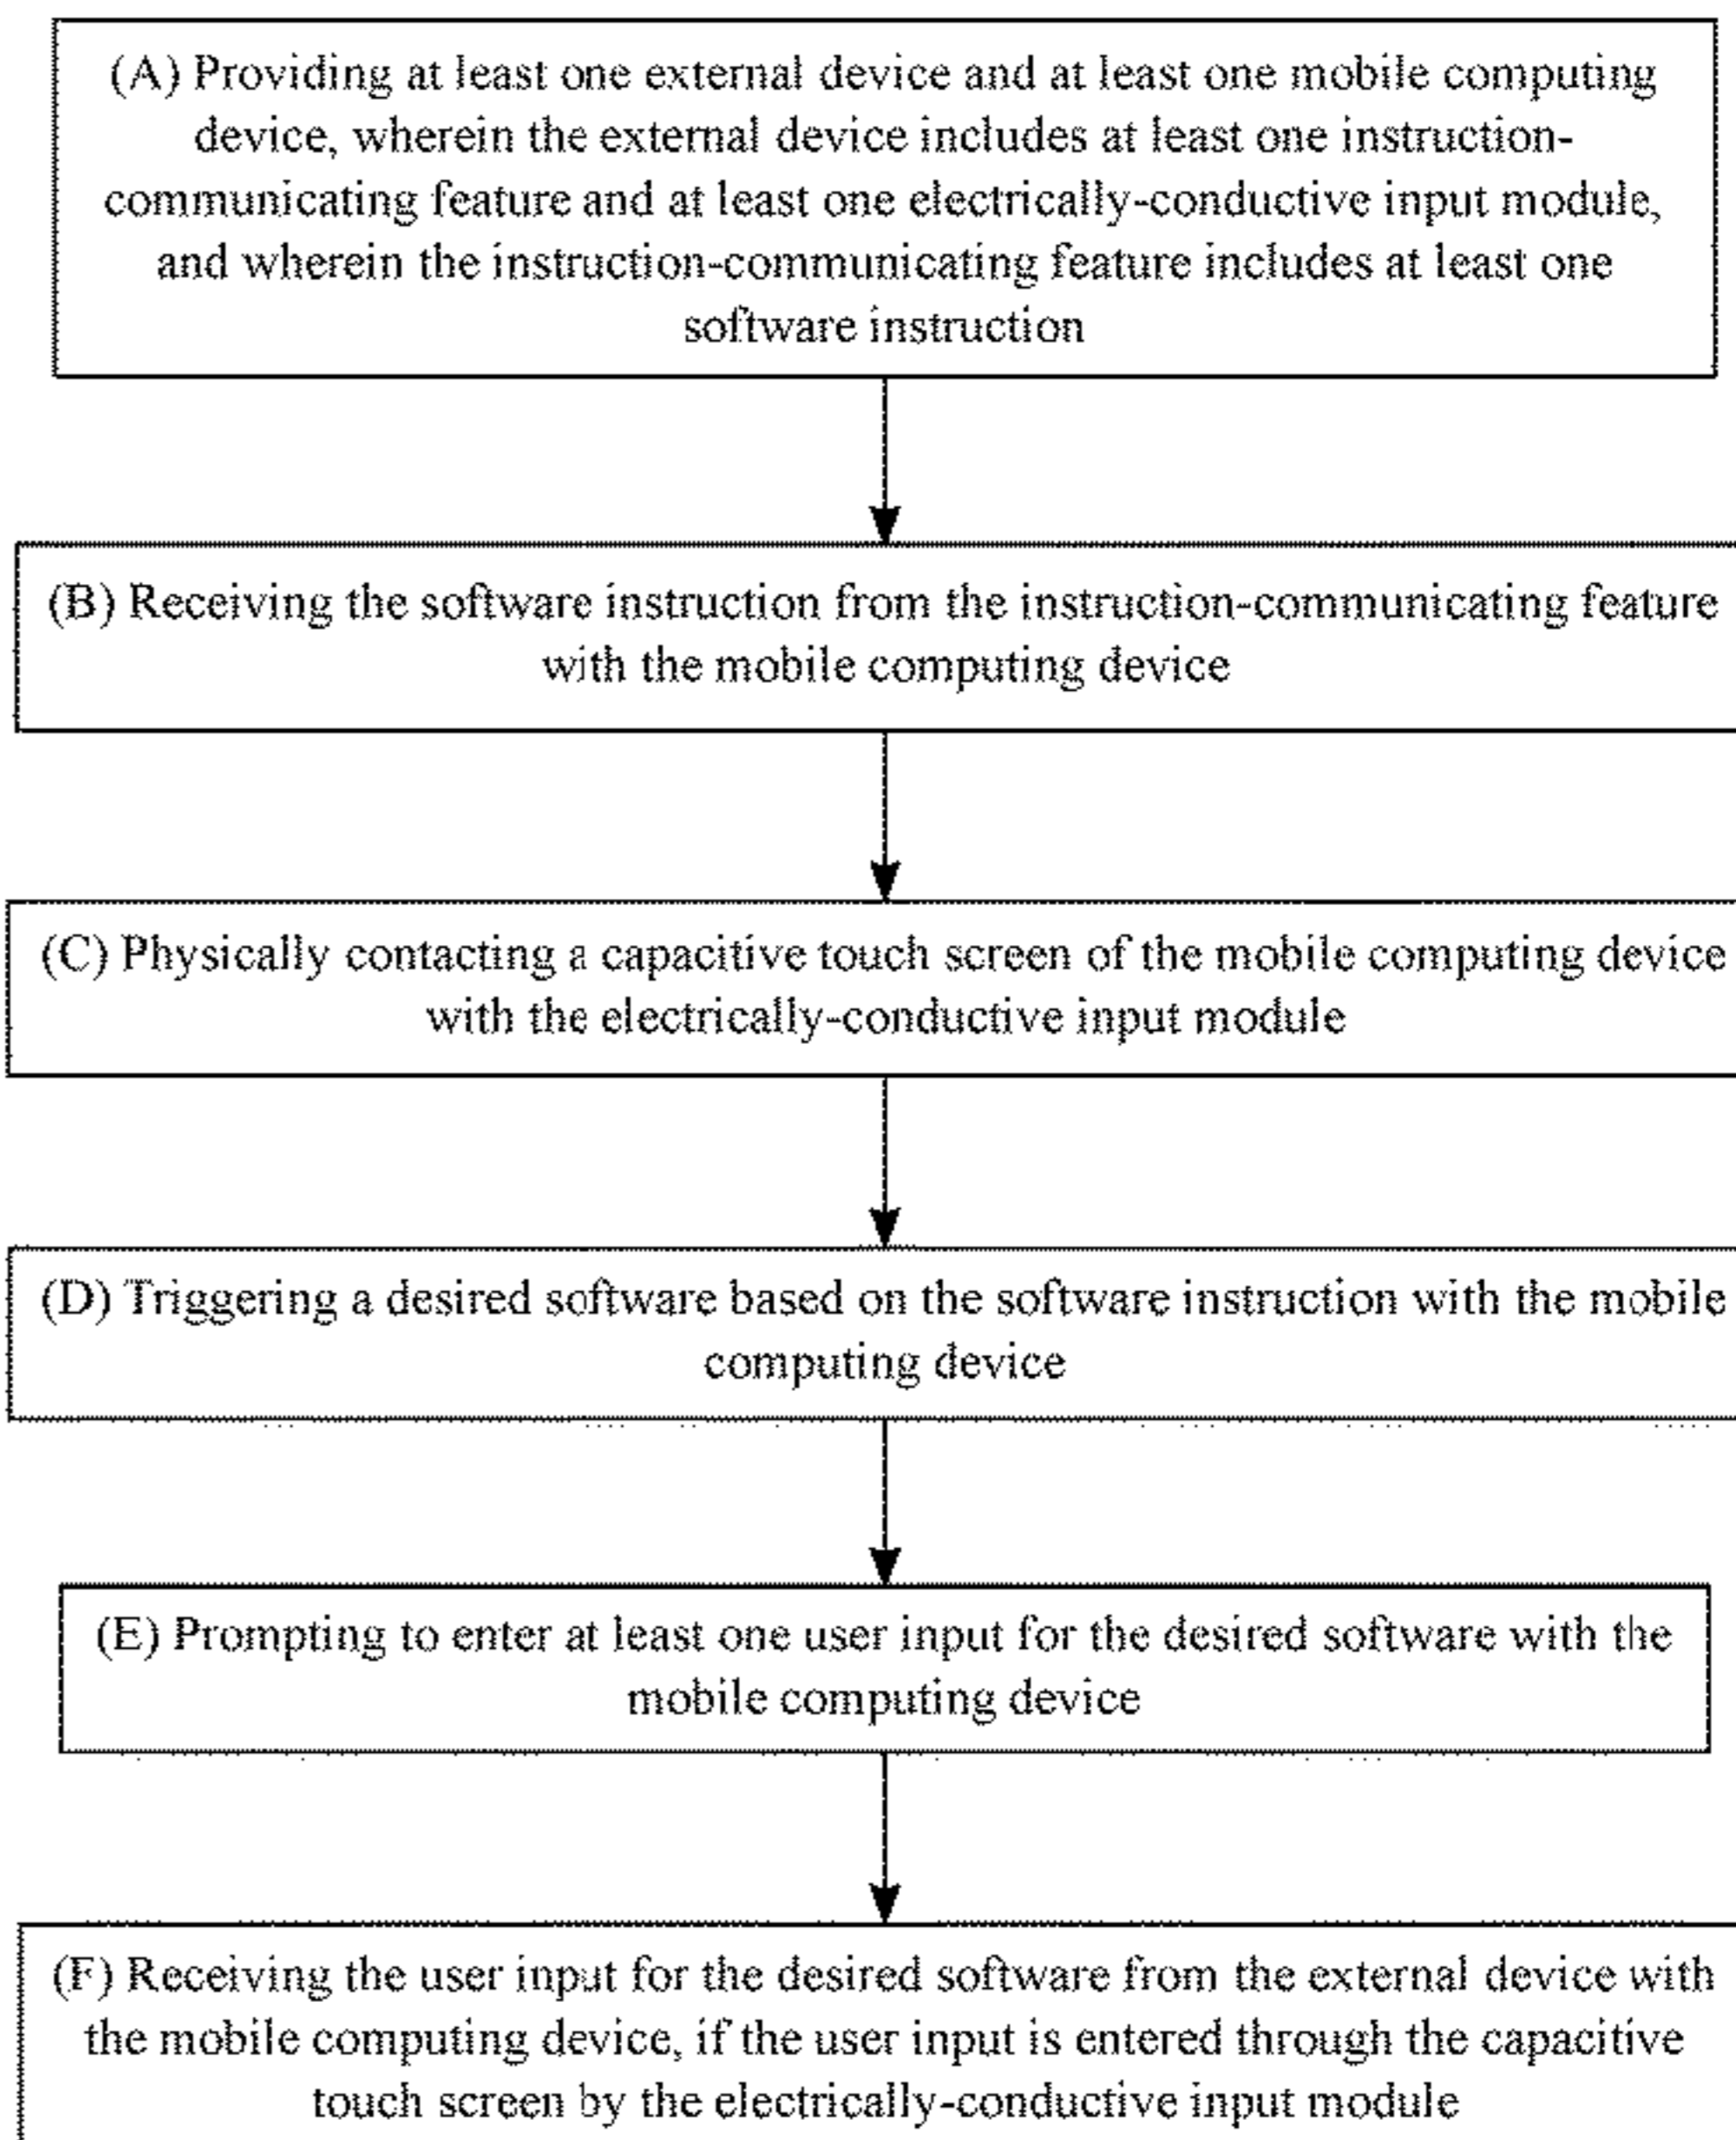 (A) Providing at least one external device and at least one mobile computing
device, wherein the external device includes at least one instruction-
communicating feature and at least one electrically-conductive input module,
and wherein the instruction-communicating feature includes at least one
software instruction
(B) Receiving the software instruction from the instruction-communicating feature
with the mobile computing device
(C) Physically contacting a capacitive touch screen of the mobile computing device
with the electrically-conductive input module
(D) Triggering a desired software based on the software instruction with the mobile
computing device
(E) Prompting to enter at least one user input for the desired software with the
mobile computing device
(F) Receiving the user input for the desired software from the external device with
the mobile computing device, if the user input is entered through the capacitive
touch screen by the electrically-conductive input module